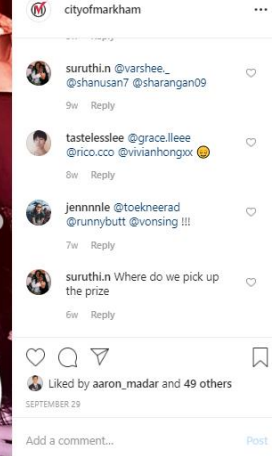 cityofmarkham
suruthi.n @varshee._
@shanusan7 @sharangan09
9w Reply
tastelesslee @grace.lleee
@rico.cco @vivianhongxx
8w Reply
jennnnle @toekneerad
@runnybutt @vonsing !!!
7w Reply
suruthi.n Where do we pick up
the prize
6w Reply
Liked by aaron_madar and 49 others
SEPTEMBER 29
Add a comment... Post